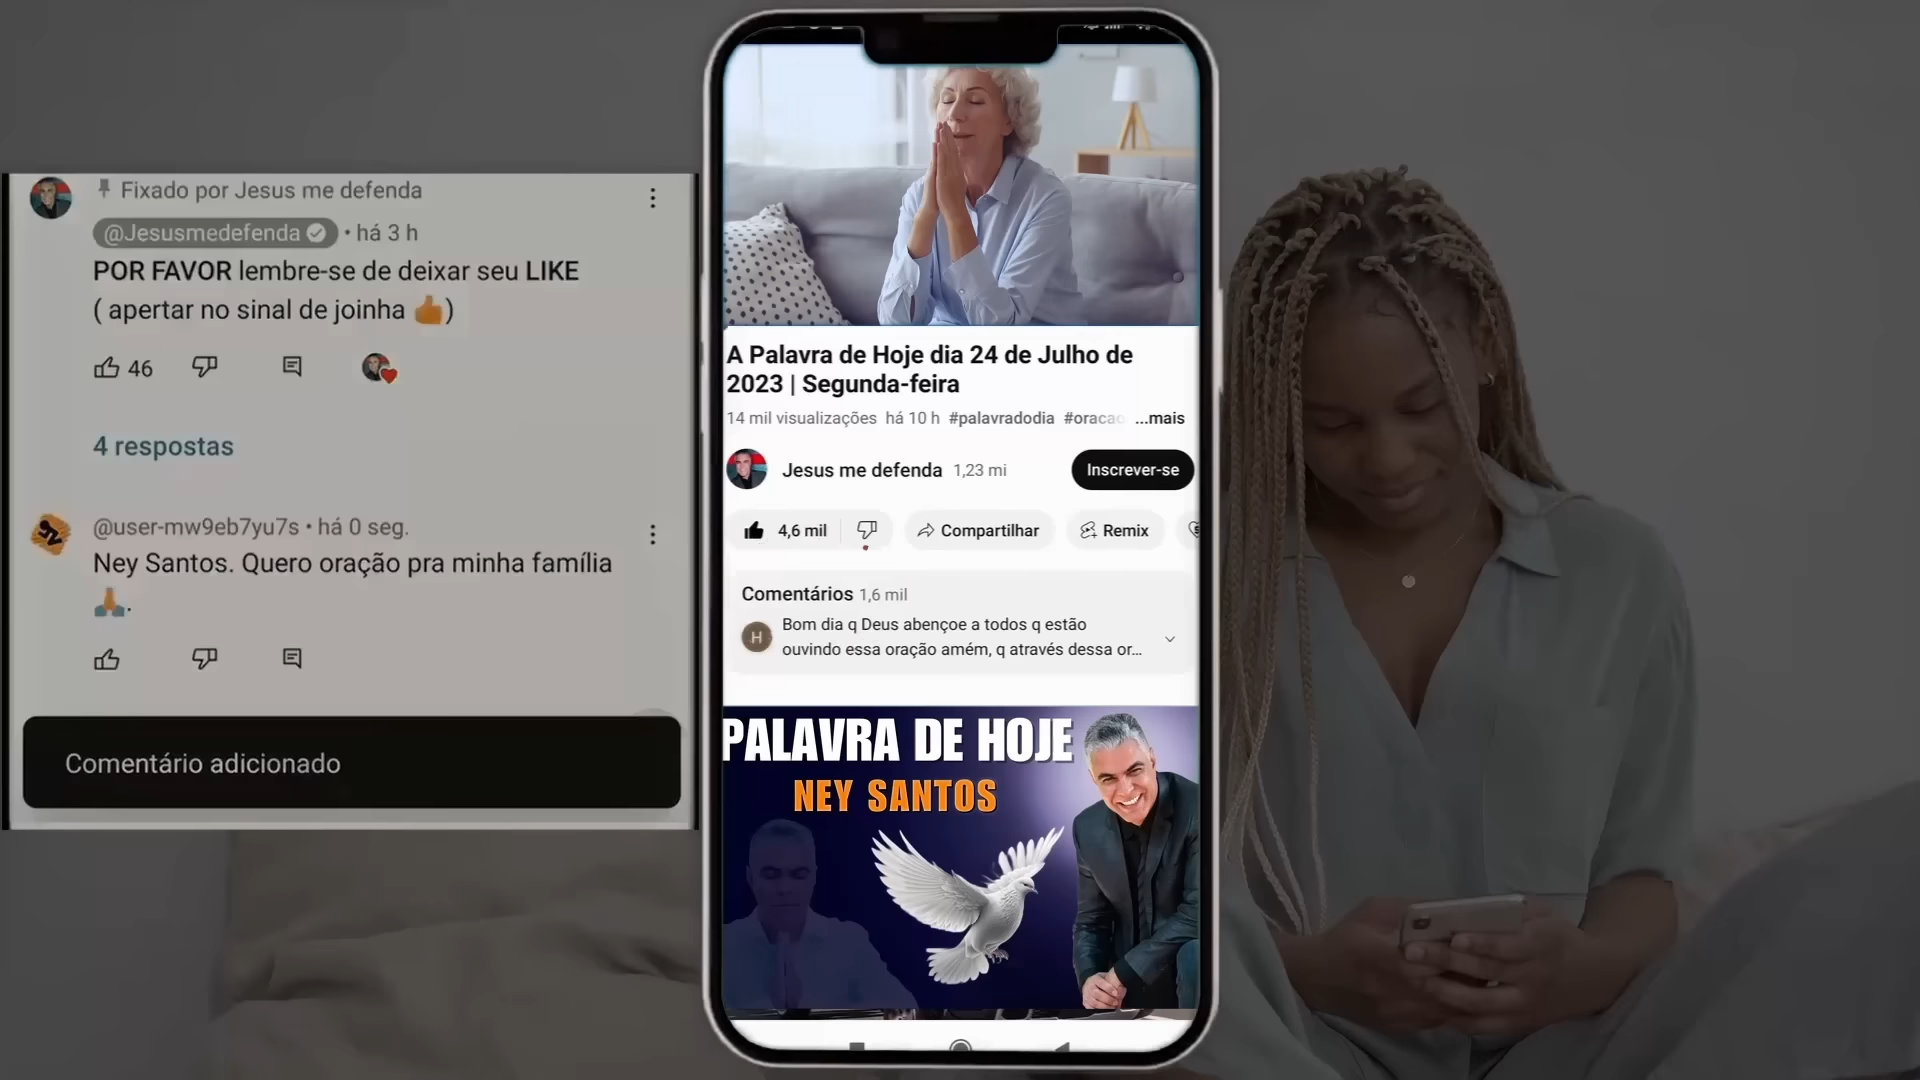 Fixado por Jesus me defenda
@Jesusmedefenda • há 3 h
POR FAVOR lembre-se de deixar seu LIKE
( apertar no sinal de joinha 👍)
46
4 respostas
@user-mw9eb7yu7s • há 0 seg.
Ney Santos. Quero oração pra minha família
🙏.
Comentário adicionado
A Palavra de Hoje dia 24 de Julho de
2023 | Segunda-feira
14 mil visualizações há 10 h #palavradodia #oracao ...mais
Jesus me defenda 1,23 mi
Inscrever-se
4,6 mil
Compartilhar
Remix
Comentários 1,6 mil
H
Bom dia q Deus abençoe a todos q estão
ouvindo essa oração amém, q através dessa or...
PALAVRA DE HOJE
NEY SANTOS